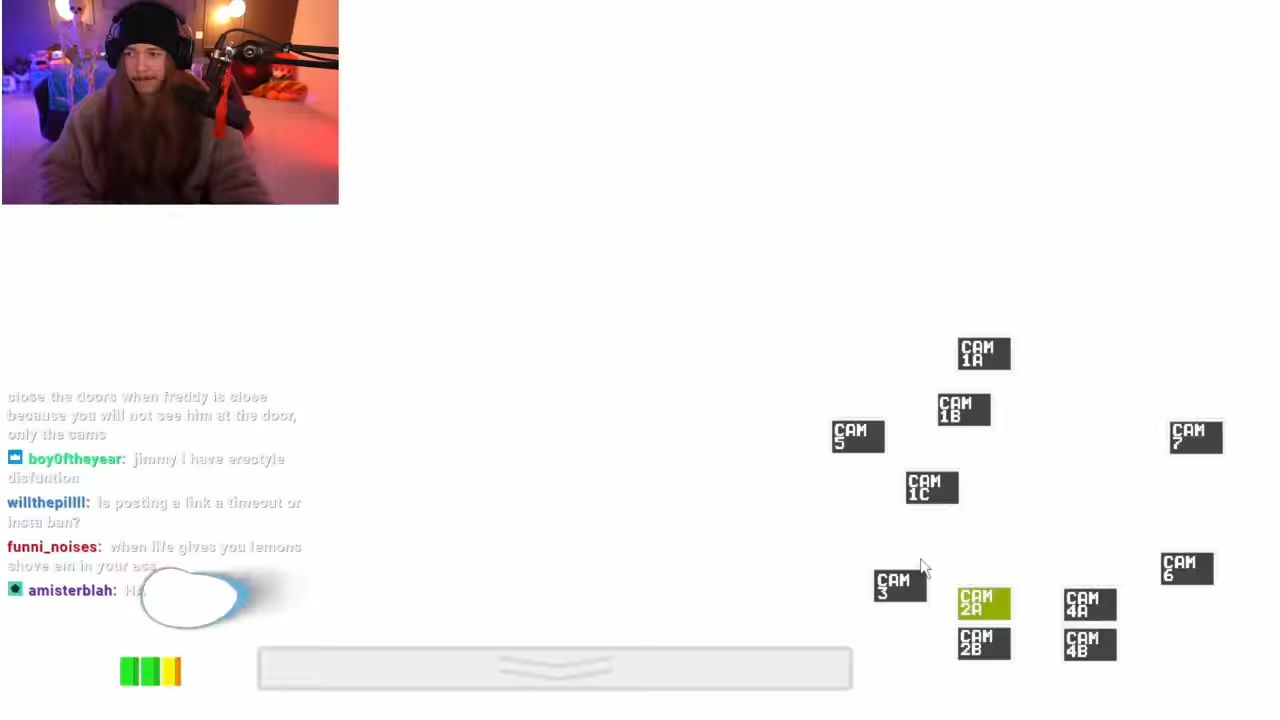 close the doors when freddy is close
because you will not see him at the door,
only the cams
boy0ftheyear: jimmy i have erestyle
disfuntion
willthepillll: is posting a link a timeout or
insta ban?
funni_noises: when life gives you lemons
shove em in your ass
amisterblah: HA
CAM
1A
CAM
1B
CAM
5
CAM
7
CAM
1C
CAM
6
CAM
3
CAM
2A
CAM
4A
CAM
2B
CAM
4B